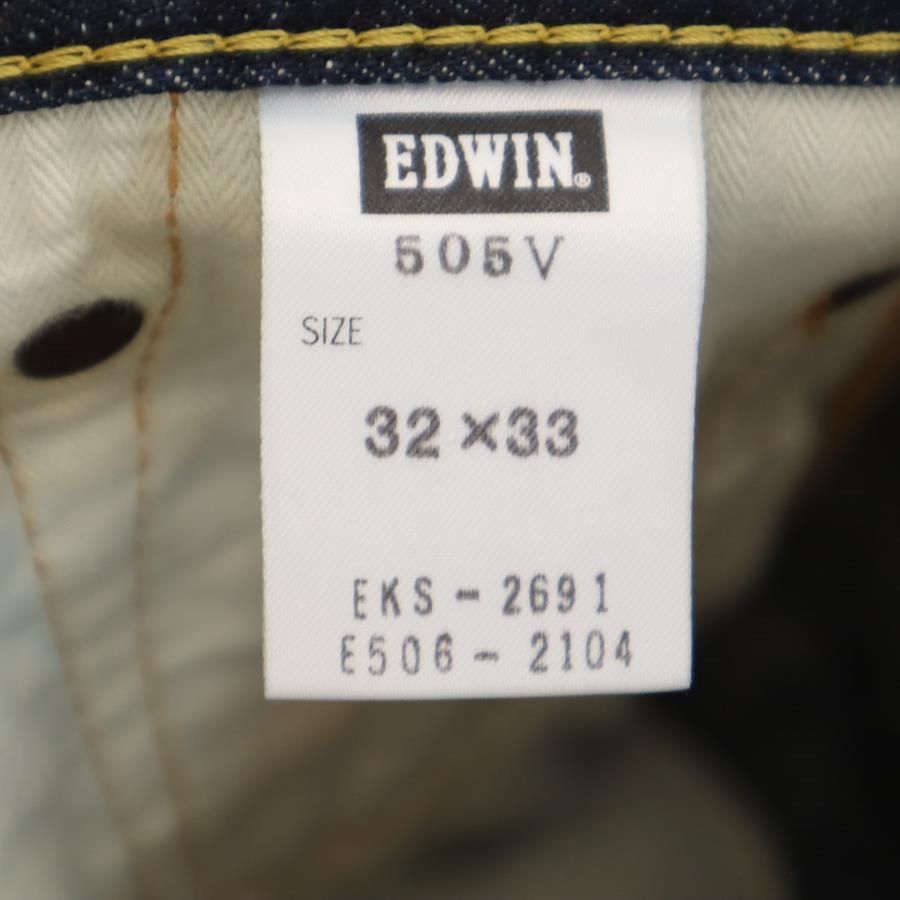 EDWIN®
505V
SIZE
32×33
EKS-2691
E506-2104